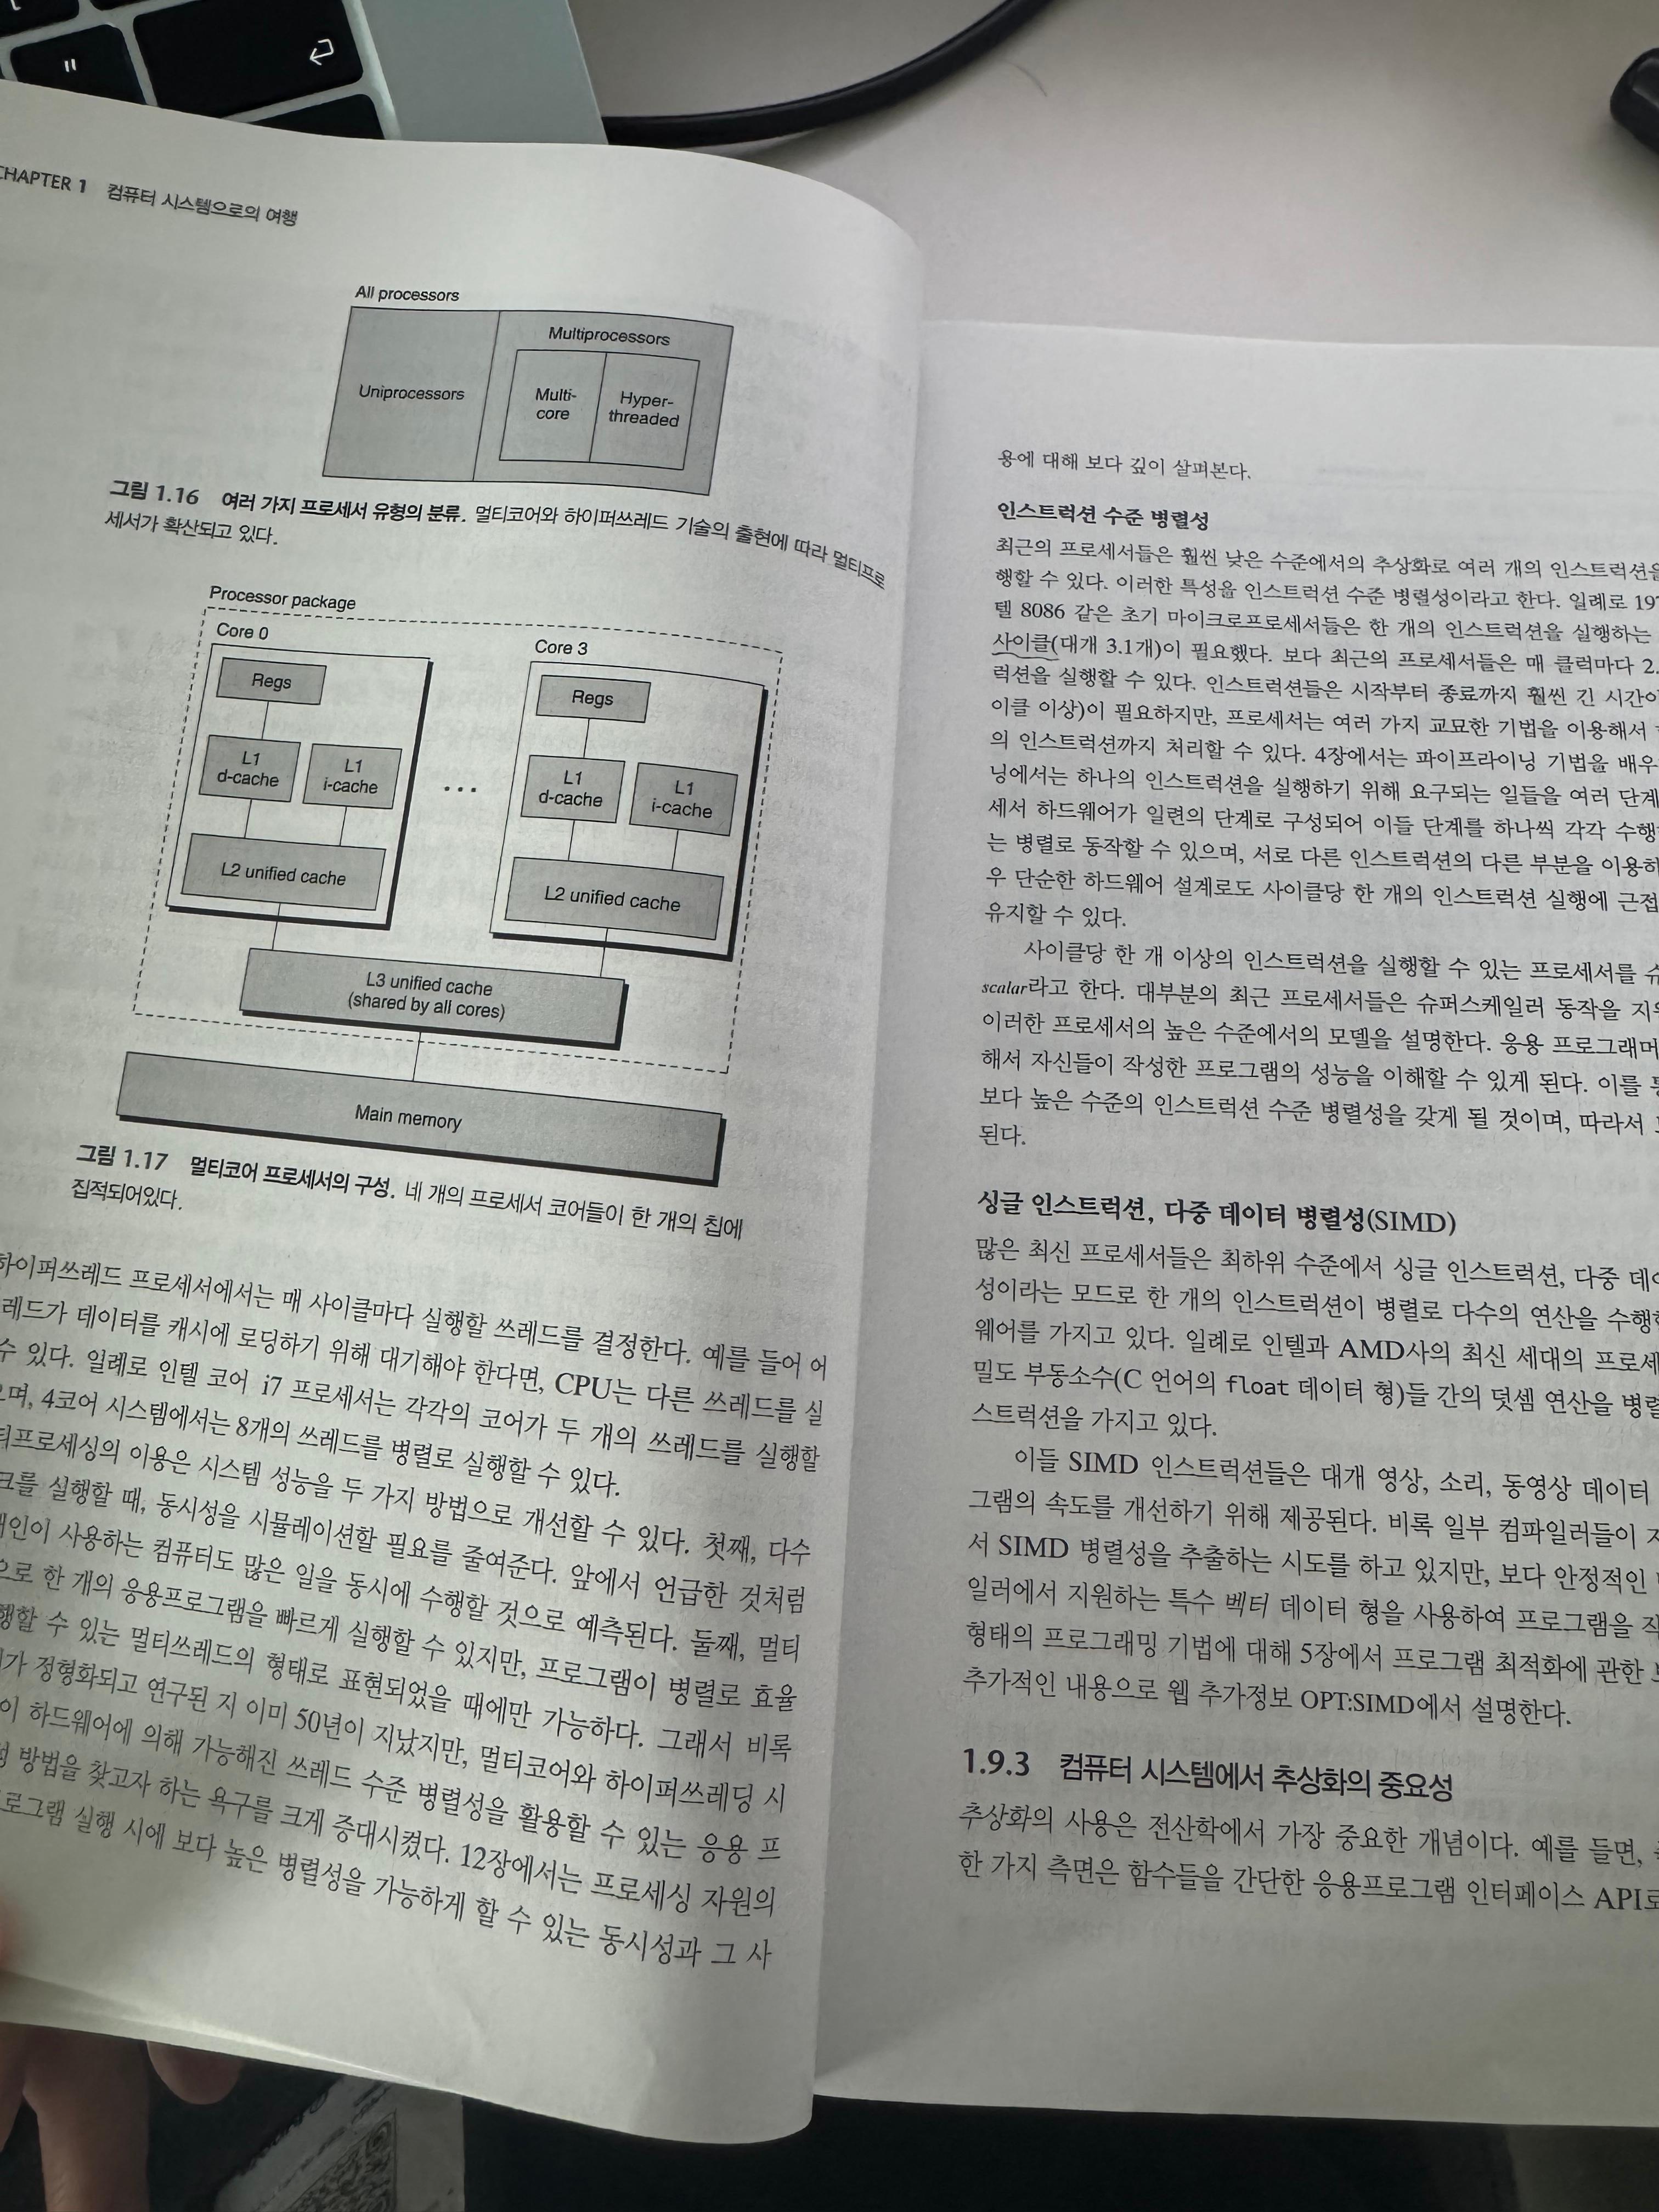 "
CHAPTER 1 컴퓨터 시스템으로의 여행
All processors
Multiprocessors
Uniprocessors
Multi-
core
Hyper-
threaded
그림 1.16 여러 가지 프로세서 유형의 분류. 멀티코어와 하이퍼쓰레드 기술의 출현에 따라 멀티프로
세서가 확산되고 있다.
Processor package
Core 0
Regs
L1
d-cache
L1
i-cache
L2 unified cache
...
Core 3
Regs
L1
d-cache
L1
i-cache
L2 unified cache
L3 unified cache
(shared by all cores)
Main memory
그림 1.17 멀티코어 프로세서의 구성. 네 개의 프로세서 코어들이 한 개의 칩에
집적되어있다.
하이퍼쓰레드 프로세서에서는 매 사이클마다 실행할 쓰레드를 결정한다. 예를 들어 어
레드가 데이터를 캐시에 로딩하기 위해 대기해야 한다면, CPU는 다른 쓰레드를 실
수 있다. 일례로 인텔 코어 i7 프로세서는 각각의 코어가 두 개의 쓰레드를 실행할
으며, 4코어 시스템에서는 8개의 쓰레드를 병렬로 실행할 수 있다.
티프로세싱의 이용은 시스템 성능을 두 가지 방법으로 개선할 수 있다. 첫째, 다수
크를 실행할 때, 동시성을 시뮬레이션할 필요를 줄여준다. 앞에서 언급한 것처럼
개인이 사용하는 컴퓨터도 많은 일을 동시에 수행할 것으로 예측된다. 둘째, 멀티
으로 한 개의 응용프로그램을 빠르게 실행할 수 있지만, 프로그램이 병렬로 효율
행할 수 있는 멀티쓰레드의 형태로 표현되었을 때에만 가능하다. 그래서 비록
가 정형화되고 연구된 지 이미 50년이 지났지만, 멀티코어와 하이퍼쓰레딩 시
이 하드웨어에 의해 가능해진 쓰레드 수준 병렬성을 활용할 수 있는 응용 프
방법을 찾고자 하는 욕구를 크게 증대시켰다. 12장에서는 프로세싱 자원의
로그램 실행 시에 보다 높은 병렬성을 가능하게 할 수 있는 동시성과 그 사
용에 대해 보다 깊이 살펴본다.
인스트럭션 수준 병렬성
최근의 프로세서들은 훨씬 낮은 수준에서의 추상화로 여러 개의 인스트럭션을
행할 수 있다. 이러한 특성을 인스트럭션 수준 병렬성이라고 한다. 일례로 197
텔 8086 같은 초기 마이크로프로세서들은 한 개의 인스트럭션을 실행하는
사이클(대개 3.1개)이 필요했다. 보다 최근의 프로세서들은 매 클럭마다 2.
럭션을 실행할 수 있다. 인스트럭션들은 시작부터 종료까지 훨씬 긴 시간이
이클 이상)이 필요하지만, 프로세서는 여러 가지 교묘한 기법을 이용해서
의 인스트럭션까지 처리할 수 있다. 4장에서는 파이프라이닝 기법을 배우
닝에서는 하나의 인스트럭션을 실행하기 위해 요구되는 일들을 여러 단계
세서 하드웨어가 일련의 단계로 구성되어 이들 단계를 하나씩 각각 수행
는 병렬로 동작할 수 있으며, 서로 다른 인스트럭션의 다른 부분을 이용하
우 단순한 하드웨어 설계로도 사이클당 한 개의 인스트럭션 실행에 근접
유지할 수 있다.
사이클당 한 개 이상의 인스트럭션을 실행할 수 있는 프로세서를 슈
scalar라고 한다. 대부분의 최근 프로세서들은 슈퍼스케일러 동작을 지원
이러한 프로세서의 높은 수준에서의 모델을 설명한다. 응용 프로그래머
해서 자신들이 작성한 프로그램의 성능을 이해할 수 있게 된다. 이를 통
보다 높은 수준의 인스트럭션 수준 병렬성을 갖게 될 것이며, 따라서
된다.
싱글 인스트럭션, 다중 데이터 병렬성(SIMD)
많은 최신 프로세서들은 최하위 수준에서 싱글 인스트럭션, 다중 데이
성이라는 모드로 한 개의 인스트럭션이 병렬로 다수의 연산을 수행
웨어를 가지고 있다. 일례로 인텔과 AMD사의 최신 세대의 프로세
밀도 부동소수(C 언어의 float 데이터 형)들 간의 덧셈 연산을 병렬
스트럭션을 가지고 있다.
이들 SIMD 인스트럭션들은 대개 영상, 소리, 동영상 데이터
그램의 속도를 개선하기 위해 제공된다. 비록 일부 컴파일러들이
서 SIMD 병렬성을 추출하는 시도를 하고 있지만, 보다 안정적인
일러에서 지원하는 특수 벡터 데이터 형을 사용하여 프로그램을 작
형태의 프로그래밍 기법에 대해 5장에서 프로그램 최적화에 관한
추가적인 내용으로 웹 추가정보 OPT:SIMD에서 설명한다.
1.9.3 컴퓨터 시스템에서 추상화의 중요성
추상화의 사용은 전산학에서 가장 중요한 개념이다. 예를 들면,
한 가지 측면은 함수들을 간단한 응용프로그램 인터페이스 API로